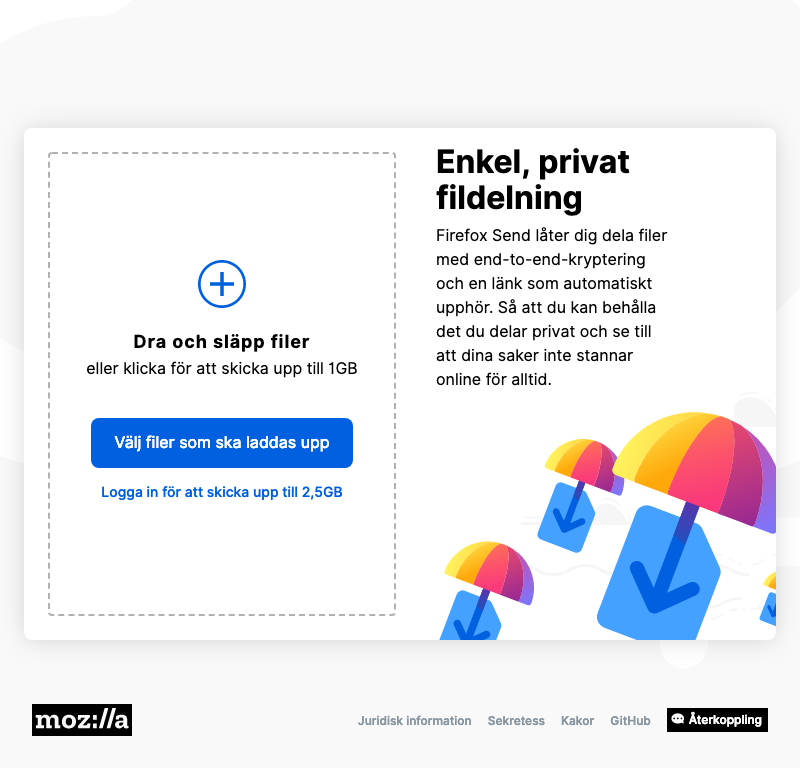 Enkel, privat
fildelning
Firefox Send låter dig dela filer
med end-to-end-kryptering
och en länk som automatiskt
upphör. Så att du kan behålla
det du delar privat och se till
att dina saker inte stannar
online för alltid.
Dra och släpp filer
eller klicka för att skicka upp till 1GB
Välj filer som ska laddas upp
Logga in för att skicka upp till 2,5GB
moz://a
Juridisk information Sekretess Kakor GitHub Återkoppling